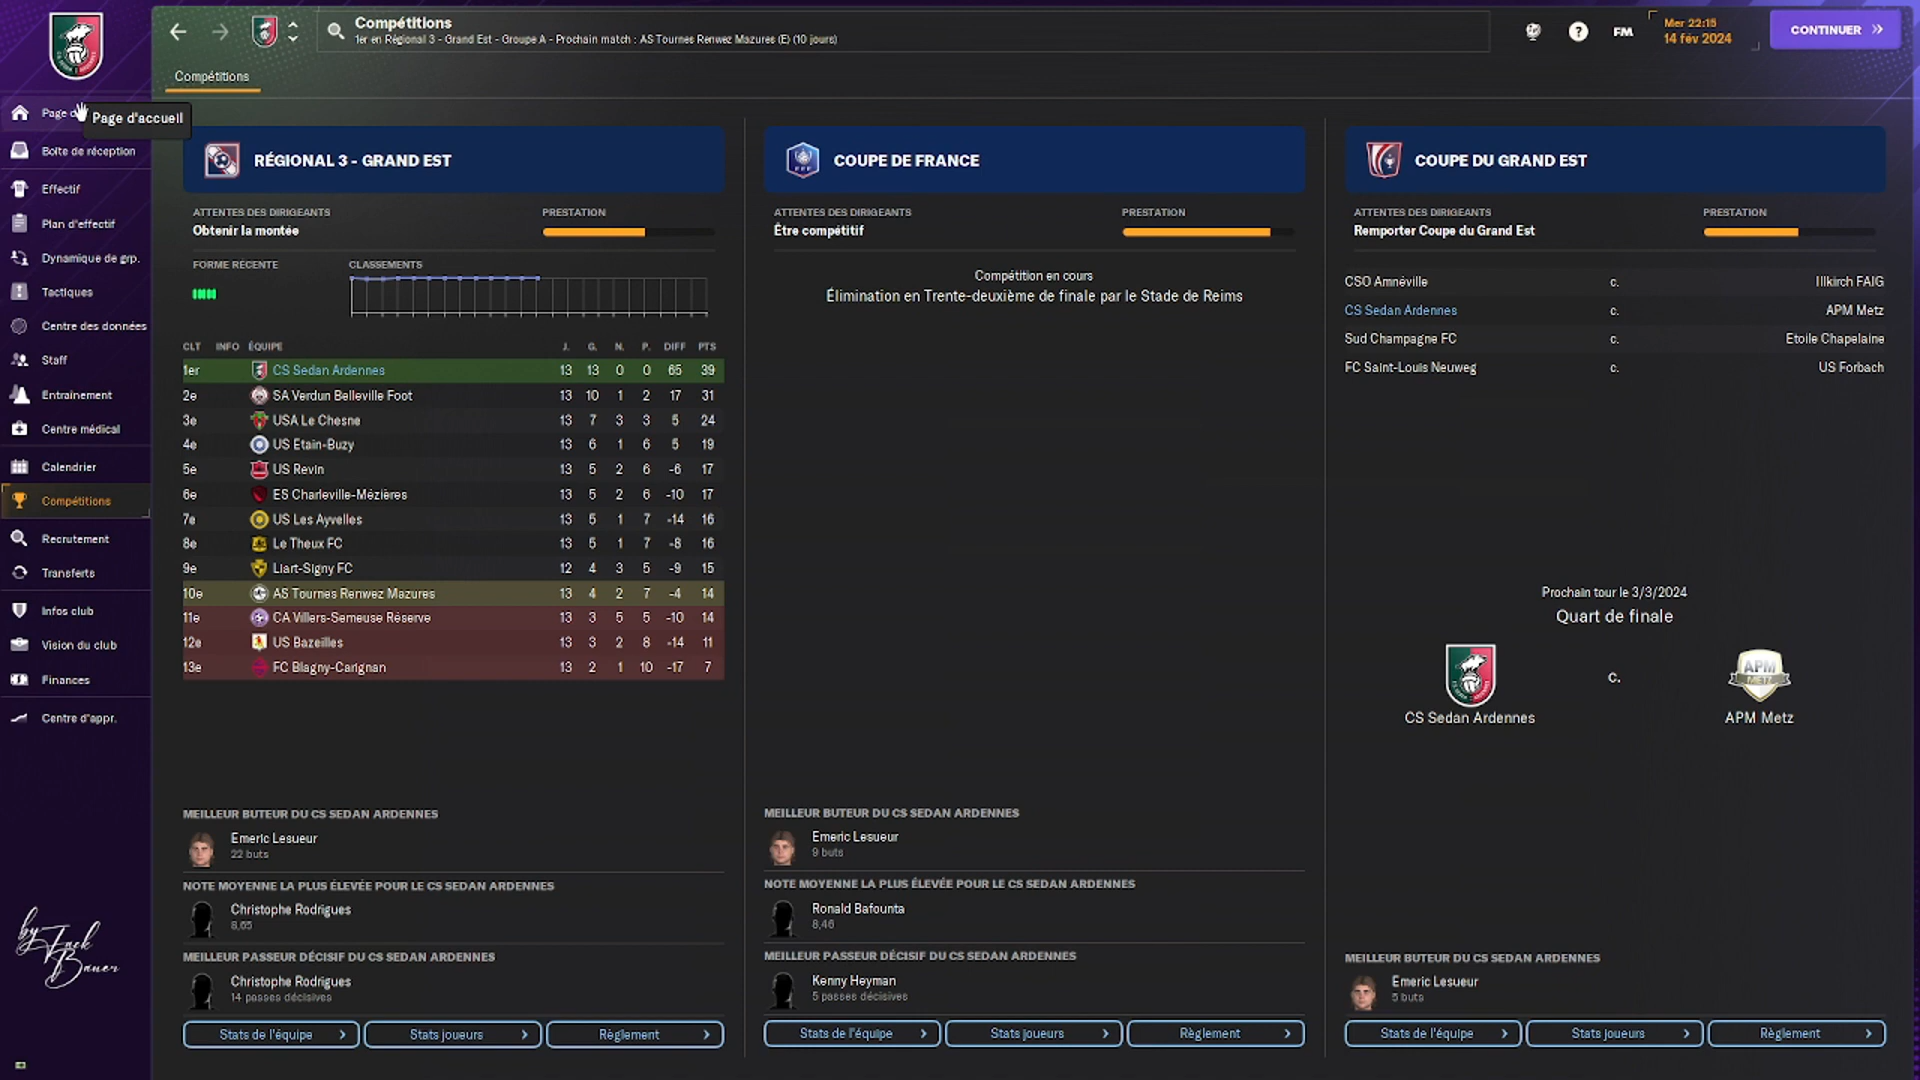 Compétitions
1er en Régional 3 - Grand Est - Groupe A - Prochain match : AS Tournes Renwez Mazures (E) (10 jours)
FM
Mer 22:15
14 fév 2024
CONTINUER
Compétitions
Page d
Page d'accueil
Boîte de réception
Effectif
Plan d'effectif
Dynamique de grp.
Tactiques
Centre des données
Staff
Entraînement
Centre médical
Calendrier
Compétitions
Recrutement
Transferts
Infos club
Vision du club
Finances
Centre d'appr.
by Jack
Bauer
RÉGIONAL 3 - GRAND EST
ATTENTES DES DIRIGEANTS PRESTATION
Obtenir la montée
FORME RÉCENTE CLASSEMENTS
CLT INFO ÉQUIPE J. G. N. P. DIFF PTS
1er CS Sedan Ardennes 13 13 0 0 65 39
2e SA Verdun Belleville Foot 13 10 1 2 17 31
3e USA Le Chesne 13 7 3 3 5 24
4e US Etain-Buzy 13 6 1 6 5 19
5e US Revin 13 5 2 6 -6 17
6e ES Charleville-Mézières 13 5 2 6 -10 17
7e US Les Ayvelles 13 5 1 7 -14 16
8e Le Theux FC 13 5 1 7 -8 16
9e Liart-Signy FC 12 4 3 5 -9 15
10e AS Tournes Renwez Mazures 13 4 2 7 -4 14
11e CA Villers-Semeuse Réserve 13 3 5 5 -10 14
12e US Bazeilles 13 3 2 8 -14 11
13e FC Blagny-Carignan 13 2 1 10 -17 7
MEILLEUR BUTEUR DU CS SEDAN ARDENNES
Emeric Lesueur
22 buts
NOTE MOYENNE LA PLUS ÉLEVÉE POUR LE CS SEDAN ARDENNES
Christophe Rodrigues
8,65
MEILLEUR PASSEUR DÉCISIF DU CS SEDAN ARDENNES
Christophe Rodrigues
14 passes décisives
Stats de l'équipe Stats joueurs Règlement
COUPE DE FRANCE
ATTENTES DES DIRIGEANTS PRESTATION
Être compétitif
Compétition en cours
Élimination en Trente-deuxième de finale par le Stade de Reims
MEILLEUR BUTEUR DU CS SEDAN ARDENNES
Emeric Lesueur
9 buts
NOTE MOYENNE LA PLUS ÉLEVÉE POUR LE CS SEDAN ARDENNES
Ronald Bafounta
8,46
MEILLEUR PASSEUR DÉCISIF DU CS SEDAN ARDENNES
Kenny Heyman
5 passes décisives
Stats de l'équipe Stats joueurs Règlement
COUPE DU GRAND EST
ATTENTES DES DIRIGEANTS PRESTATION
Remporter Coupe du Grand Est
CSO Amnéville c. Illkirch FAIG
CS Sedan Ardennes c. APM Metz
Sud Champagne FC c. Etoile Chapelaine
FC Saint-Louis Neuweg c. US Forbach
Prochain tour le 3/3/2024
Quart de finale
c.
APM
METZ
CS Sedan Ardennes APM Metz
MEILLEUR BUTEUR DU CS SEDAN ARDENNES
Emeric Lesueur
5 buts
Stats de l'équipe Stats joueurs Règlement